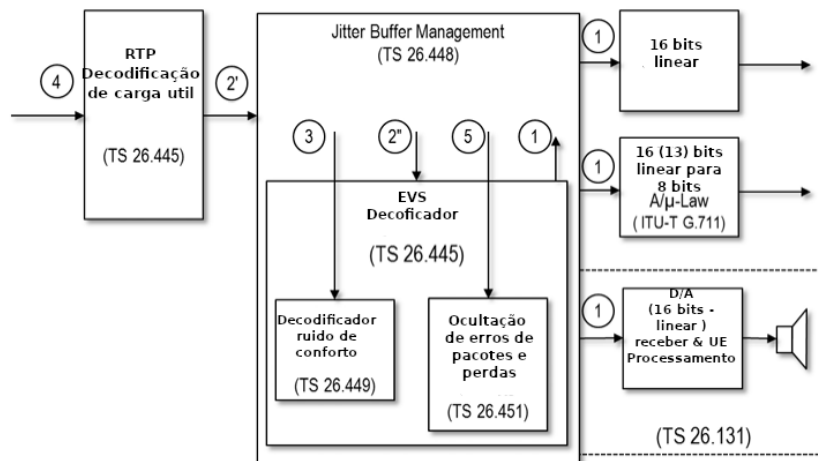 RTP
Decodificação
de carga util
(TS 26.445)
4
2'
Jitter Buffer Management
(TS 26.448)
3
2"
5
1
EVS
Decoficador
(TS 26.445)
Decodificador
ruido de
conforto
(TS 26.449)
Ocultação
de erros de
pacotes e
perdas
(TS 26.451)
1
16 bits
linear
1
16 (13) bits
linear para
8 bits
A/µ-Law
( ITU-T G.711)
1
D/A
(16 bits -
linear )
receber & UE
Processamento
(TS 26.131)